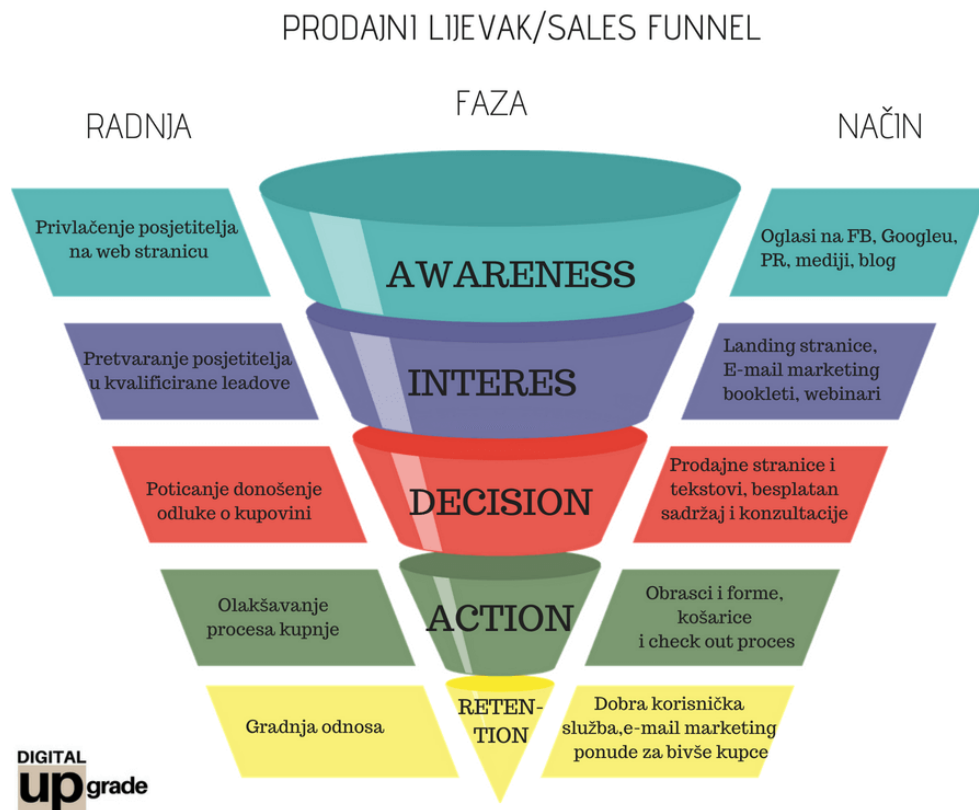 PRODAJNI LIJEVAK/SALES FUNNEL
RADNJA
FAZA
NAČIN
Privlačenje posjetitelja
na web stranicu
AWARENESS
Oglasi na FB, Googleu,
PR, mediji, blog
Pretvaranje posjetitelja
u kvalificirane leadove
INTERES
Landing stranice,
E-mail marketing
bookleti, webinari
Poticanje donošenje
odluke o kupovini
DECISION
Prodajne stranice i
tekstovi, besplatan
sadržaj i konzultacije
Olakšavanje
procesa kupnje
ACTION
Obrasci i forme,
košarice
i check out proces
Gradnja odnosa
RETEN-
TION
Dobra korisnička
služba,e-mail marketing
ponude za bivše kupce
DIGITAL
upgrade